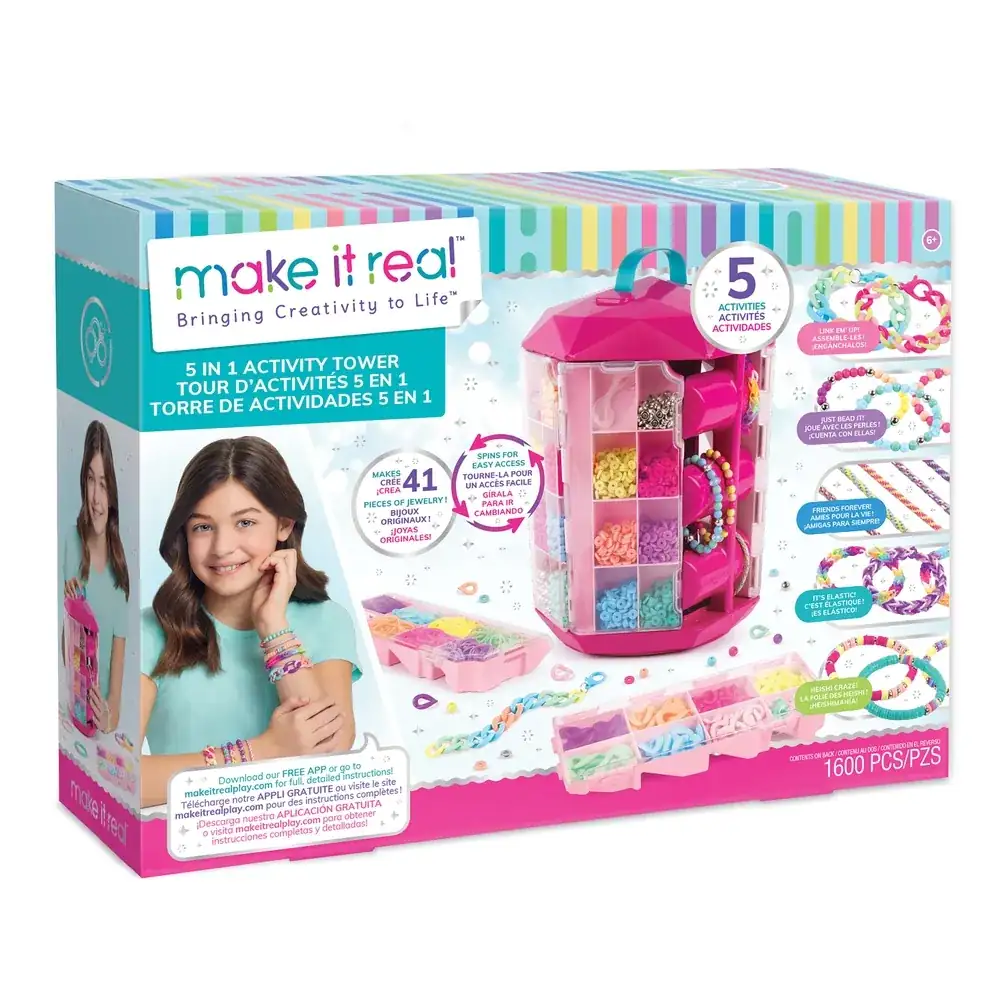 make it real™
Bringing Creativity to Life™
5 IN 1 ACTIVITY TOWER
TOUR D'ACTIVITÉS 5 EN 1
TORRE DE ACTIVIDADES 5 EN 1
MAKES
CRÉE
¡CREA
41
PIECES OF JEWELRY!
BIJOUX
ORIGINAUX!
¡JOYAS
ORIGINALES!
SPINS FOR
EASY ACCESS
TOURNE-LA POUR
UN ACCÈS FACILE
GÍRALA
PARA IR
CAMBIANDO
5
ACTIVITIES
ACTIVITÉS
ACTIVIDADES
6+
LINK EM' UP!
ASSEMBLE-LES!
¡ENGÁNCHALOS!
JUST BEAD IT!
JOUE AVEC LES PERLES!
¡CUENTA CON ELLAS!
FRIENDS FOREVER!
AMIES POUR LA VIE!
¡AMIGAS PARA SIEMPRE!
IT'S ELASTIC!
C'EST ÉLASTIQUE!
¡ES ELÁSTICO!
HEISHI CRAZE!
LA FOLIE DES HEISHI!
¡HEISHIMANÍA!
CONTENTS ON BACK / CONTENU AU DOS / CONTENIDO EN EL REVERSO
1600 PCS/PZS
Download our FREE APP or go to
makeitrealplay.com for full, detailed instructions!
Télécharge notre APPLI GRATUITE ou visite le site
makeitrealplay.com pour des instructions complètes!
¡Descarga nuestra APLICACIÓN GRATUITA
o visita makeitrealplay.com para obtener
instrucciones completas y detalladas!
make it real™